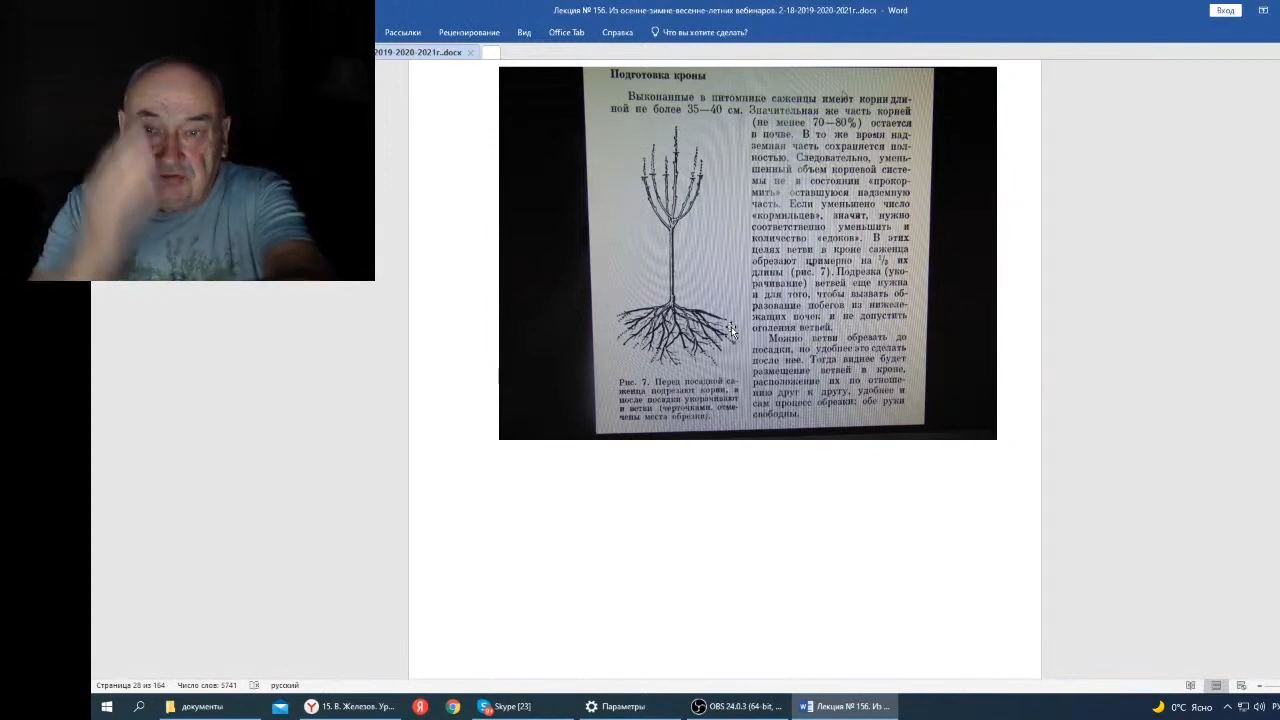 Лекция № 156. Из осенне-зимне-весенне-летних вебинаров. 2-18-2019-2020-2021г..docx - Word
Вход
Рассылки Рецензирование Вид Office Tab Справка Что вы хотите сделать?
2019-2020-2021г..docx
Подготовка кроны
Выкопанные в питомнике саженцы имеют корни дли-
ной не более 35—40 см. Значительная же часть корней
(не менее 70—80%) остается
в почве. В то же время над-
земная часть сохраняется пол-
ностью. Следовательно, умень-
шенный объем корневой систе-
мы не в состоянии «прокор-
мить» оставшуюся надземную
часть. Если уменьшено число
«кормильцев», значит, нужно
соответственно уменьшить и
количество «едоков». В этих
целях ветви в кроне саженца
обрезают примерно на 1/3 их
длины (рис. 7). Подрезка (уко-
рачивание) ветвей еще нужна
и для того, чтобы вызвать об-
разование побегов из нижеле-
жащих почек и не допустить
оголения ветвей.
Можно ветви обрезать до
посадки, но удобнее это сделать
после нее. Тогда виднее будет
размещение ветвей в кроне,
расположение их по отноше-
нию друг к другу, удобнее и
сам процесс обрезки: обе руки
свободны.
Рис. 7. Перед посадкой са-
женца подрезают корни, а
после посадки укорачивают
и ветви (черточками отме-
чены места обрезки).
Страница 28 из 164 Число слов: 5741 русский
документы 15. В. Железов. Ур... Skype [23] Параметры OBS 24.0.3 (64-bit, ... Лекция № 156. Из ... 0°C Ясно